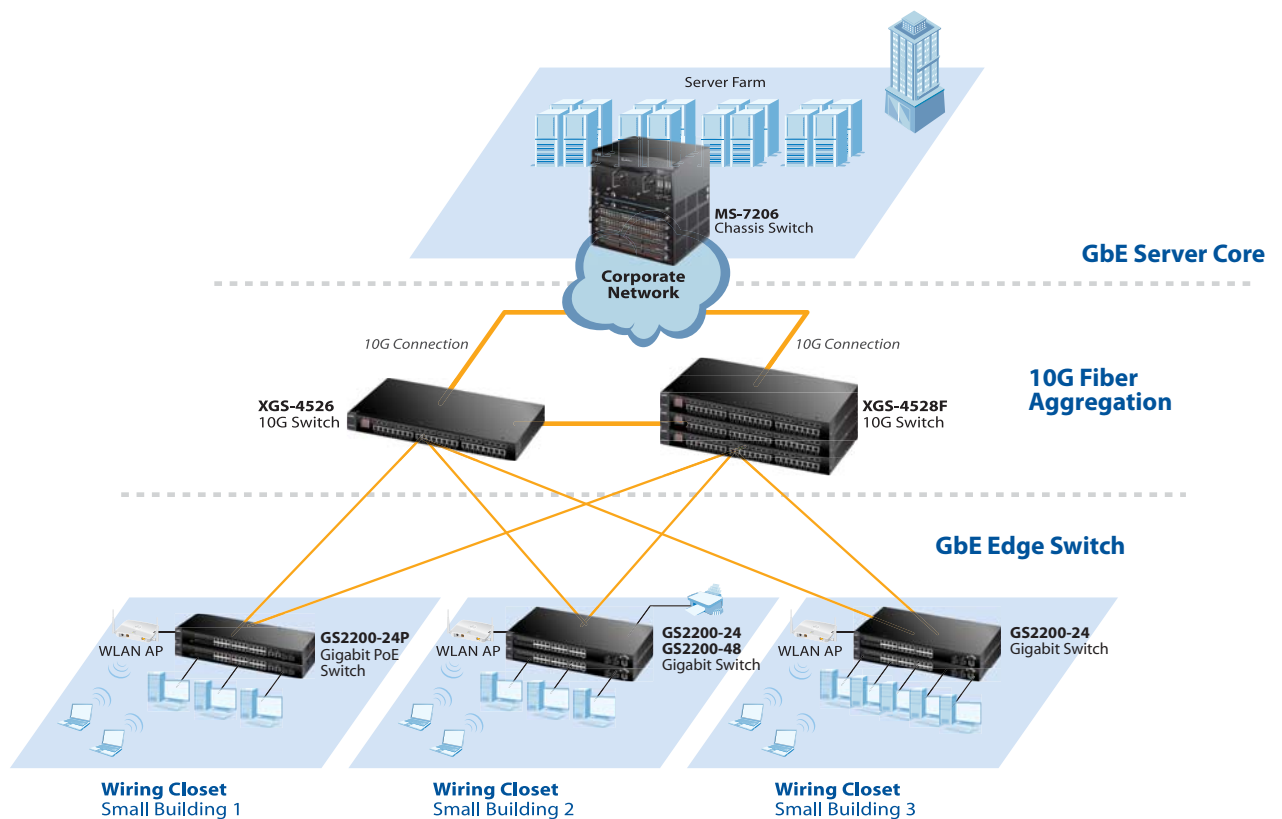 Server Farm
MS-7206
Chassis Switch
GbE Server Core
Corporate
Network
10G Connection
10G Connection
10G Fiber
Aggregation
XGS-4526
10G Switch
XGS-4528F
10G Switch
GbE Edge Switch
WLAN AP
GS2200-24P
Gigabit PoE
Switch
WLAN AP
GS2200-24
GS2200-48
Gigabit Switch
WLAN AP
GS2200-24
Gigabit Switch
Wiring Closet
Small Building 1
Wiring Closet
Small Building 2
Wiring Closet
Small Building 3